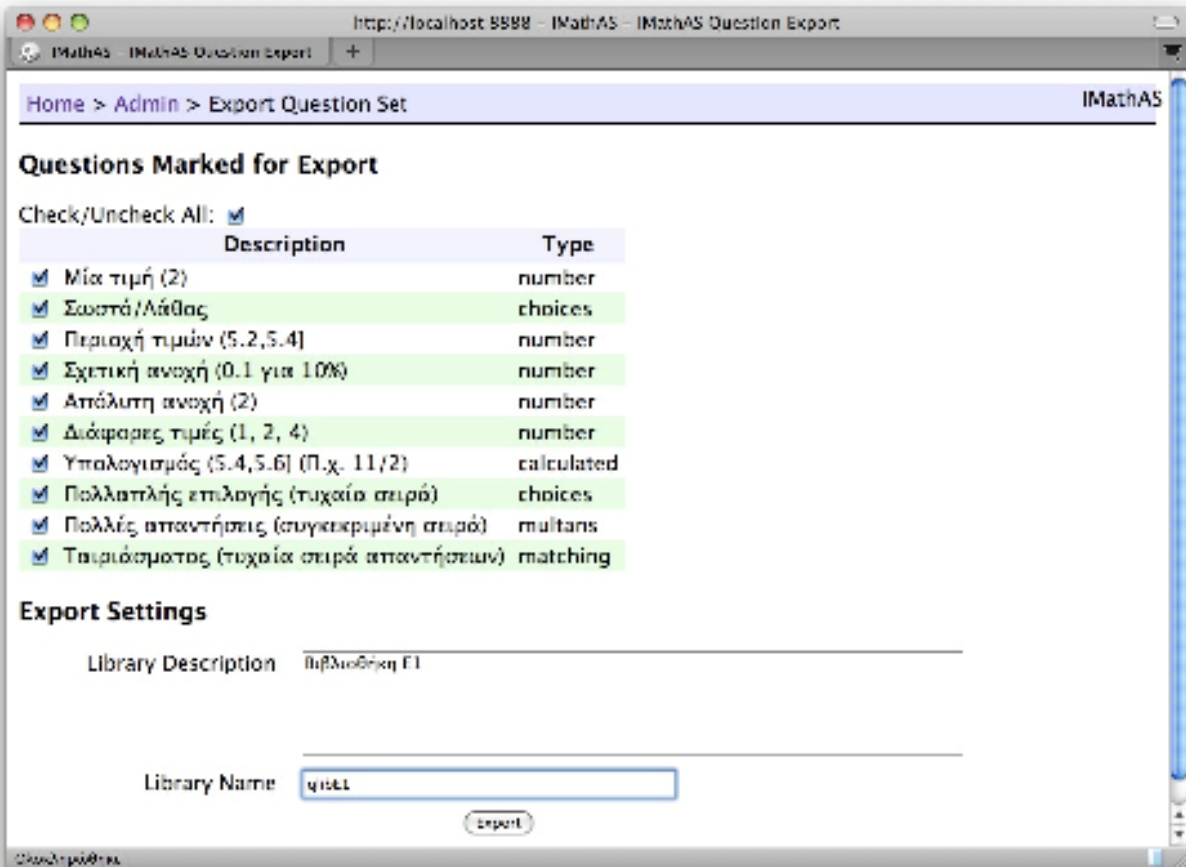 http://localhost:8888 – IMathAS – IMathAS Question Export
IMathAS – IMathAS Question Export +
Home > Admin > Export Question Set IMathAS
Questions Marked for Export
Check/Uncheck All:
Description Type
Μία τιμή (2) number
Σωστό/Λάθος choices
Περιοχή τιμών (5.2,5.4] number
Σχετική ανοχή (0.1 για 10%) number
Απόλυτη ανοχή (2) number
Διάφορες τιμές (1, 2, 4) number
Υπολογισμός (5.4,5.6] (Π.χ. 11/2) calculated
Πολλαπλής επιλογής (τυχαία σειρά) choices
Πολλές απαντήσεις (συγκεκριμένη σειρά) multans
Ταιριάσματος (τυχαία σειρά απαντήσεων) matching
Export Settings
Library Description Βιβλιοθήκη E1
Library Name
Export
Ολοκληρώθηκε